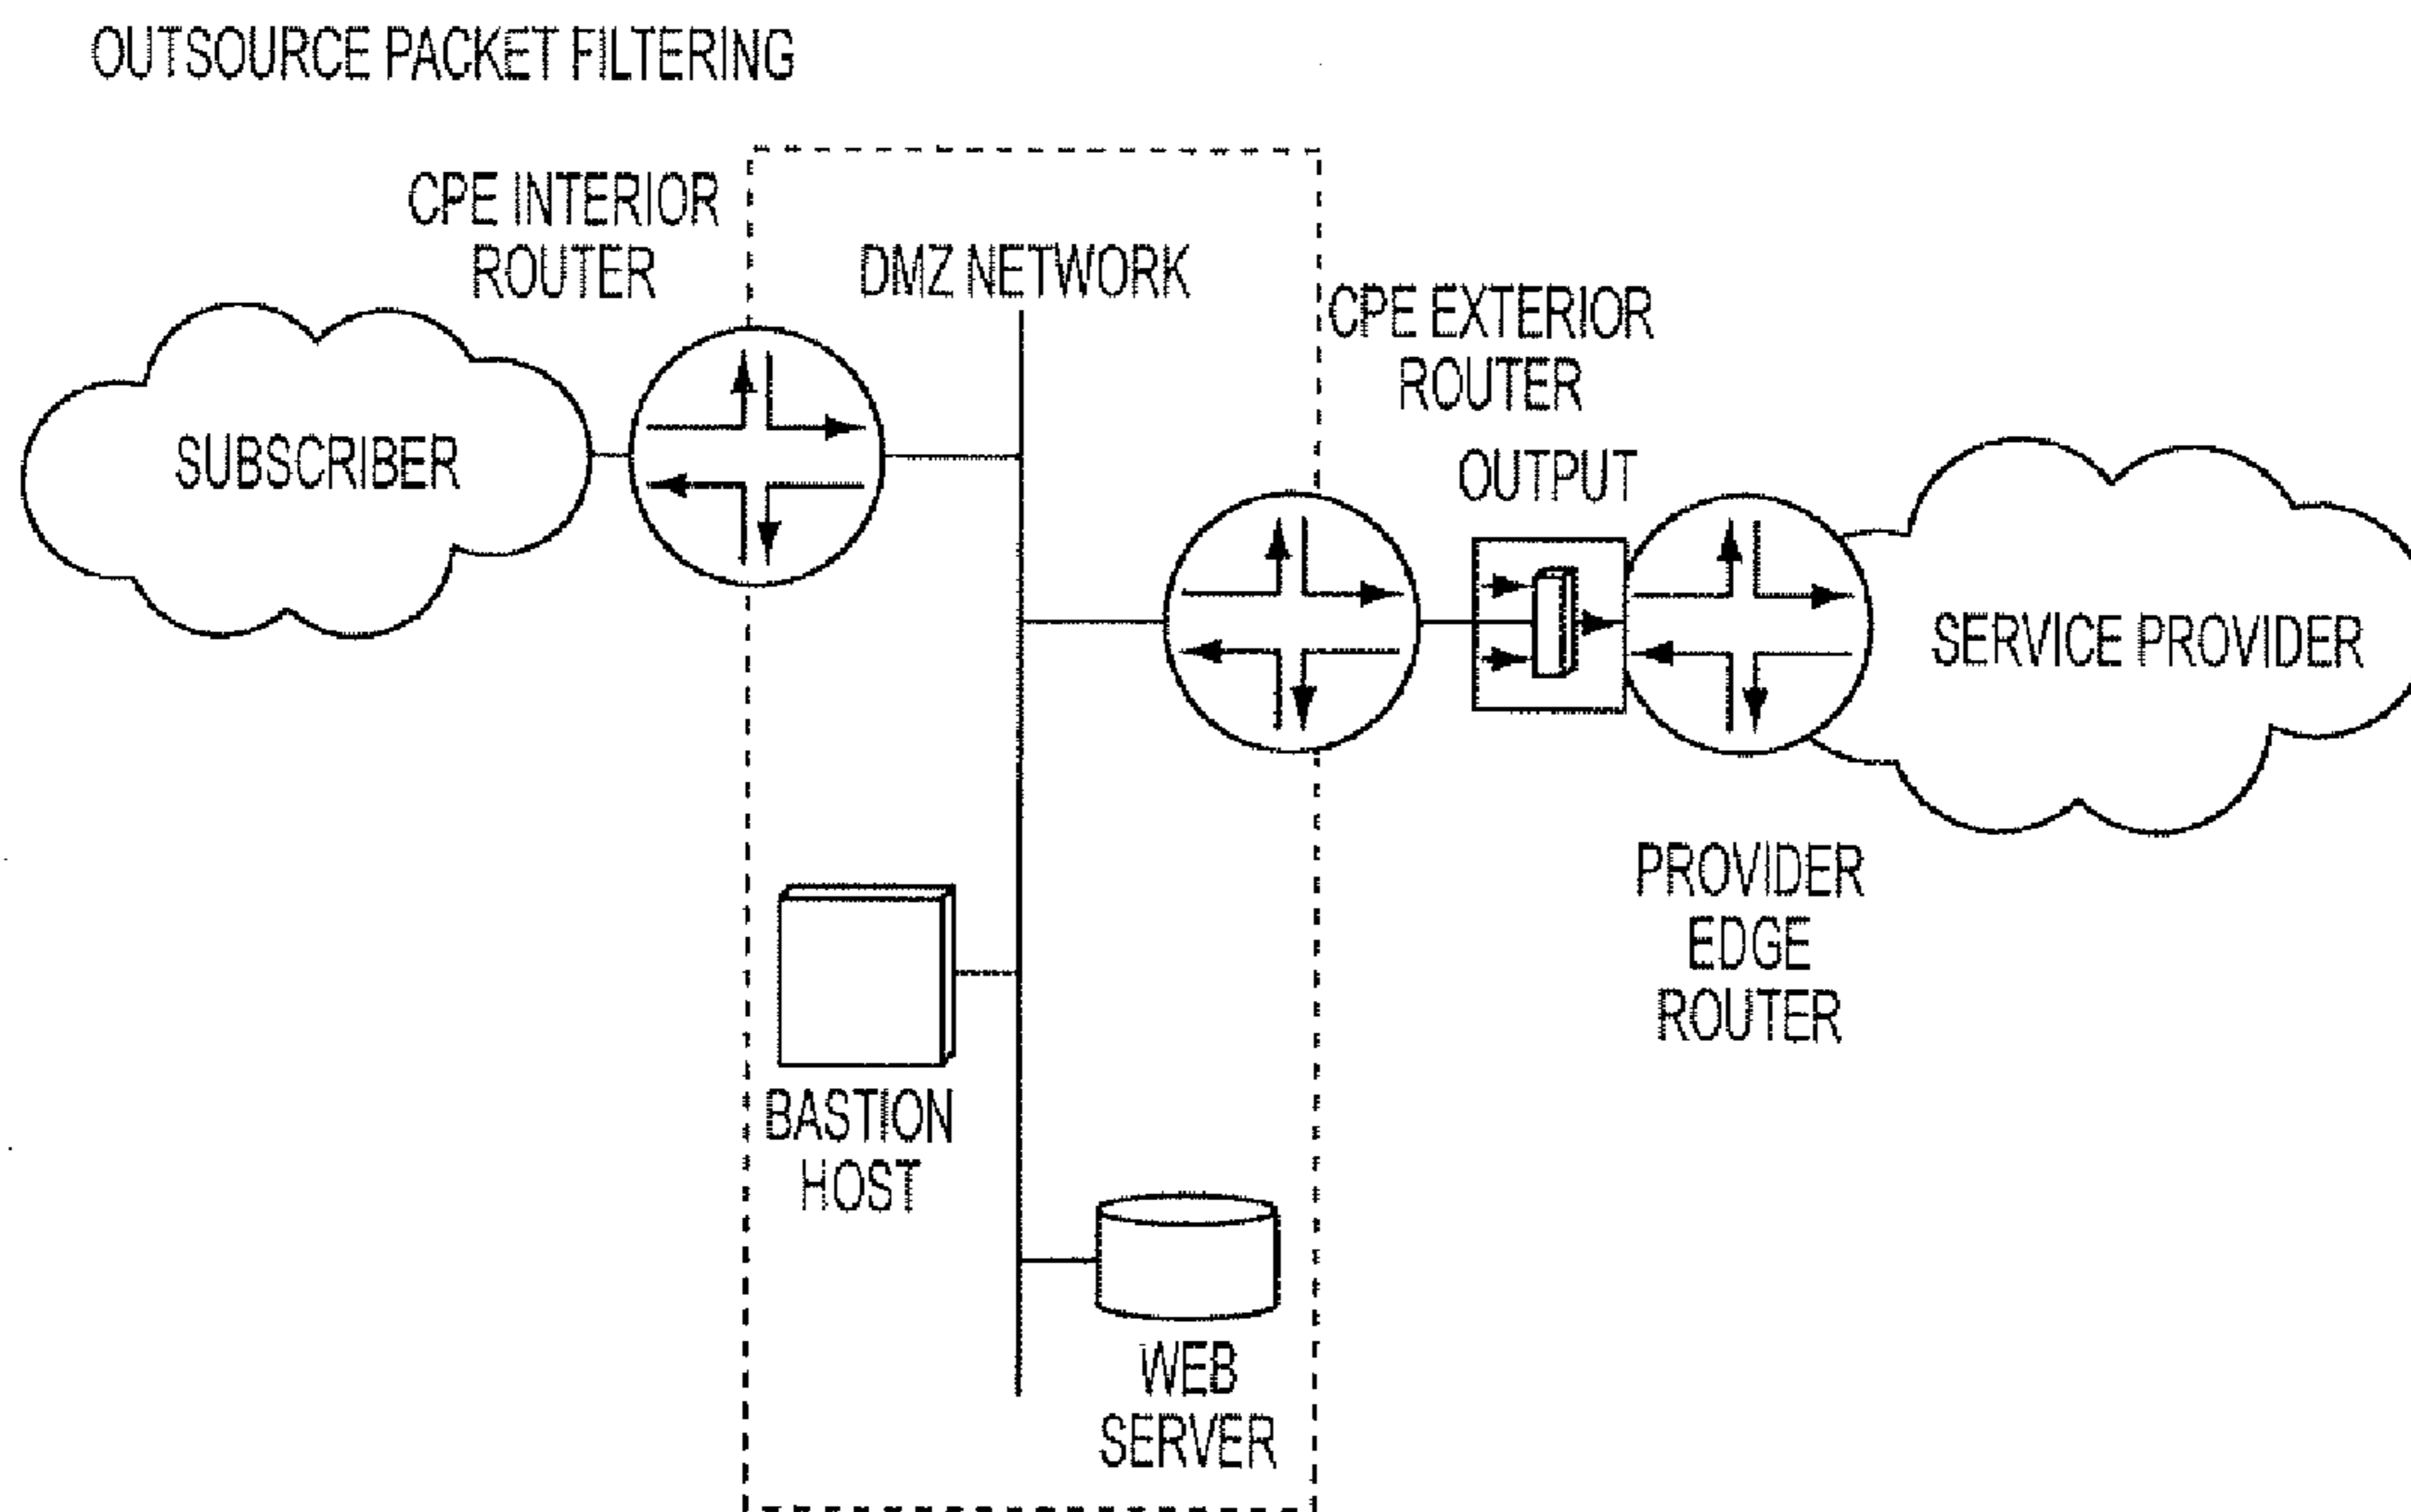 OUTSOURCE PACKET FILTERING
CPE INTERIOR
ROUTER
DMZ NETWORK
CPE EXTERIOR
ROUTER
OUTPUT
SUBSCRIBER
SERVICE PROVIDER
PROVIDER
EDGE
ROUTER
BASTION
HOST
WEB
SERVER